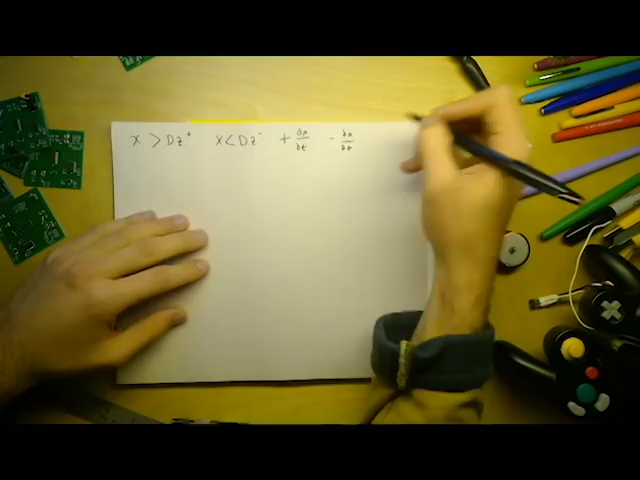 x > Dz⁺ x < Dz⁻ + ∂n/∂t - ∂n/∂t